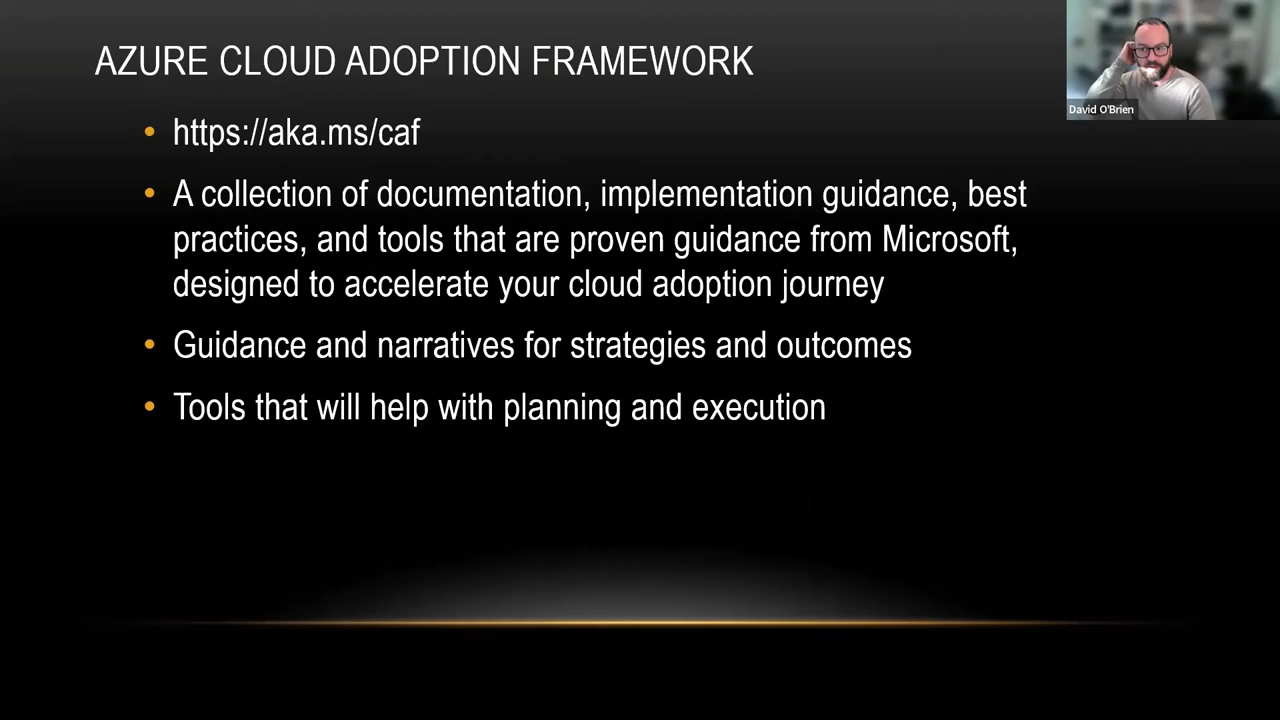 AZURE CLOUD ADOPTION FRAMEWORK
• https://aka.ms/caf
• A collection of documentation, implementation guidance, best
practices, and tools that are proven guidance from Microsoft,
designed to accelerate your cloud adoption journey
• Guidance and narratives for strategies and outcomes
• Tools that will help with planning and execution
David O'Brien